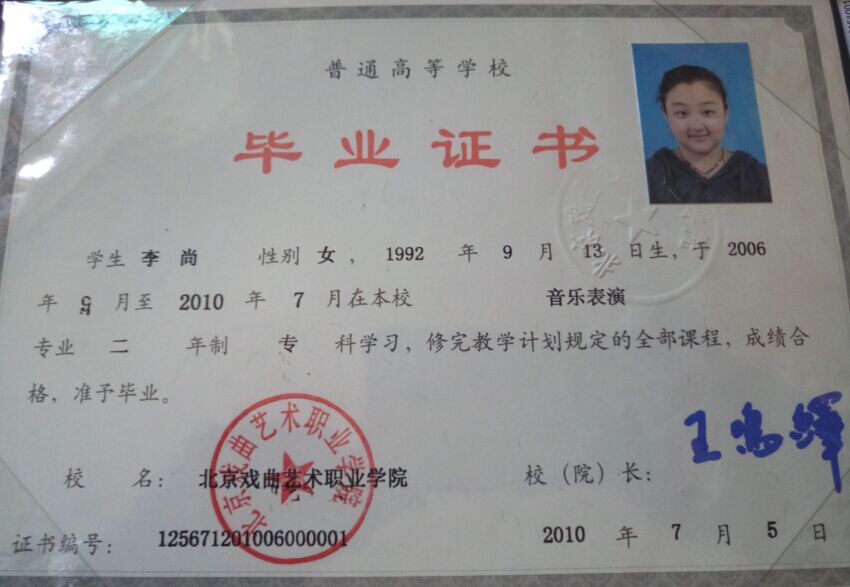 普通高等学校
毕业证书
学生 李 尚 性别 女，1992 年 9 月 13 日生，于 2006
年 9 月至 2010 年 7 月在本校 音乐表演
专业 二 年制 专 科学习，修完教学计划规定的全部课程，成绩合
格，准予毕业。
校 名： 北京戏曲艺术职业学院 校（院）长：
北京戏曲艺术职业学院
证书编号： 125671201006000001 2010 年 7 月 5 日